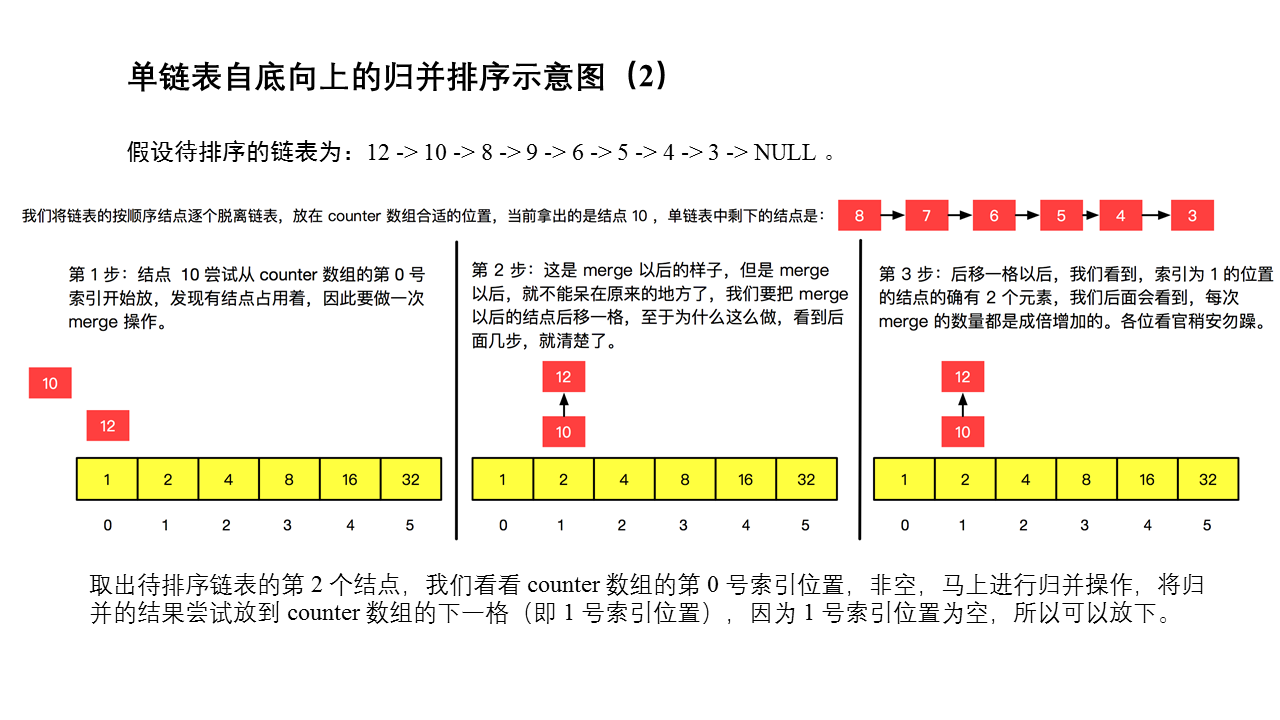 单链表自底向上的归并排序示意图（2）
假设待排序的链表为：12 -> 10 -> 8 -> 9 -> 6 -> 5 -> 4 -> 3 -> NULL 。
我们将链表的按顺序结点逐个脱离链表，放在 counter 数组合适的位置，当前拿出的是结点 10 ，单链表中剩下的结点是： 8 7 6 5 4 3
第 1 步：结点 10 尝试从 counter 数组的第 0 号
索引开始放，发现有结点占用着，因此要做一次
merge 操作。
10
12
1 2 4 8 16 32
0 1 2 3 4 5
第 2 步：这是 merge 以后的样子，但是 merge
以后，就不能呆在原来的地方了，我们要把 merge
以后的结点后移一格，至于为什么这么做，看到后
面几步，就清楚了。
12
10
1 2 4 8 16 32
0 1 2 3 4 5
第 3 步：后移一格以后，我们看到，索引为 1 的位置
的结点的确有 2 个元素，我们后面会看到，每次
merge 的数量都是成倍增加的。各位看官稍安勿躁。
12
10
1 2 4 8 16 32
0 1 2 3 4 5
取出待排序链表的第 2 个结点，我们看看 counter 数组的第 0 号索引位置，非空，马上进行归并操作，将归
并的结果尝试放到 counter 数组的下一格（即 1 号索引位置），因为 1 号索引位置为空，所以可以放下。